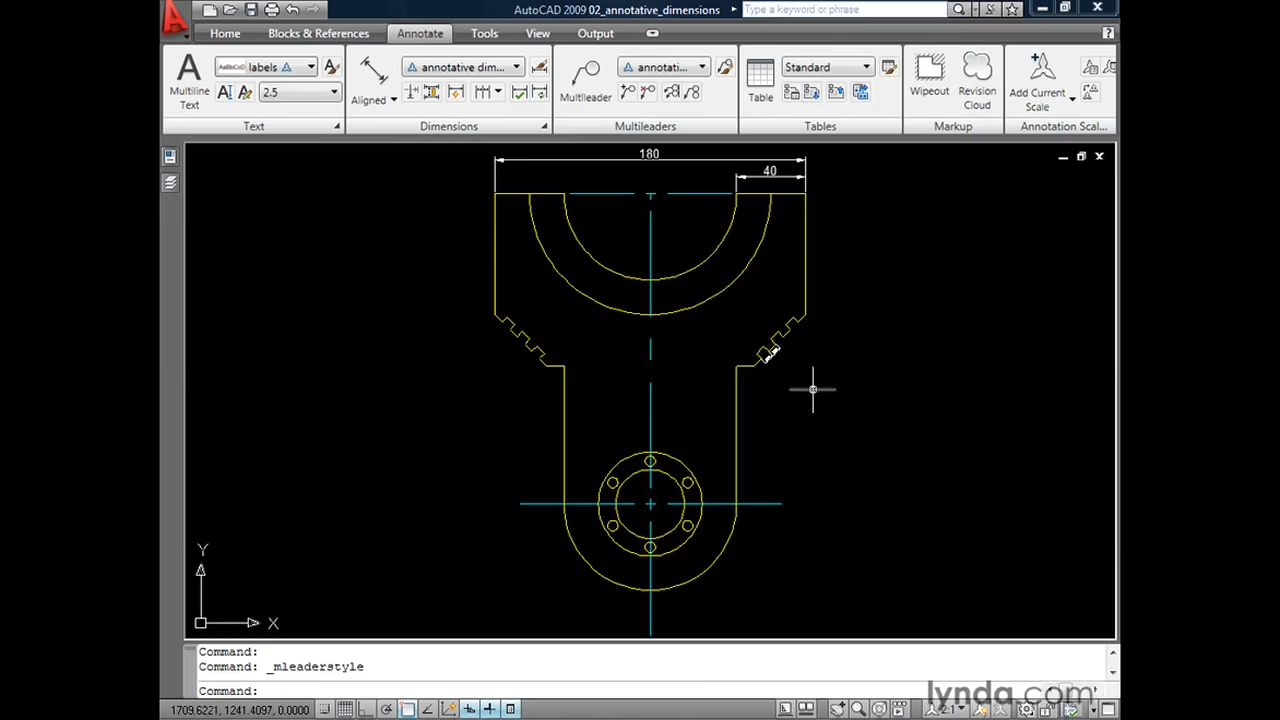 AutoCAD 2009 02_annotative_dimensions
Type a keyword or phrase
Home Blocks & References Annotate Tools View Output
labels
annotative dim...
annotati...
Standard
2.5
Multiline
Text
Aligned
Multileader
Table
Wipeout
Revision
Cloud
Add Current
Scale
Text Dimensions Multileaders Tables Markup Annotation Scal...
180
40
Y
X
Command:
Command: _mleaderstyle
Command:
lynda.com
1709.6221, 1241.4097, 0.0000
2:1